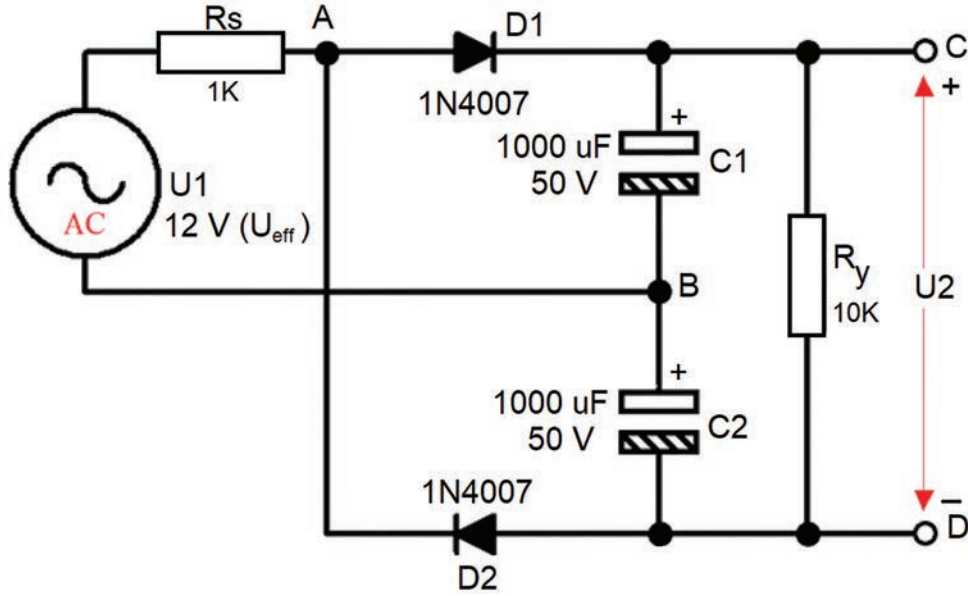 Rs
1K
A
D1
1N4007
C
+
U1
12 V (Ueff)
AC
1000 uF
50 V
+
C1
B
Ry
10K
U2
1000 uF
50 V
+
C2
1N4007
D2
–
D